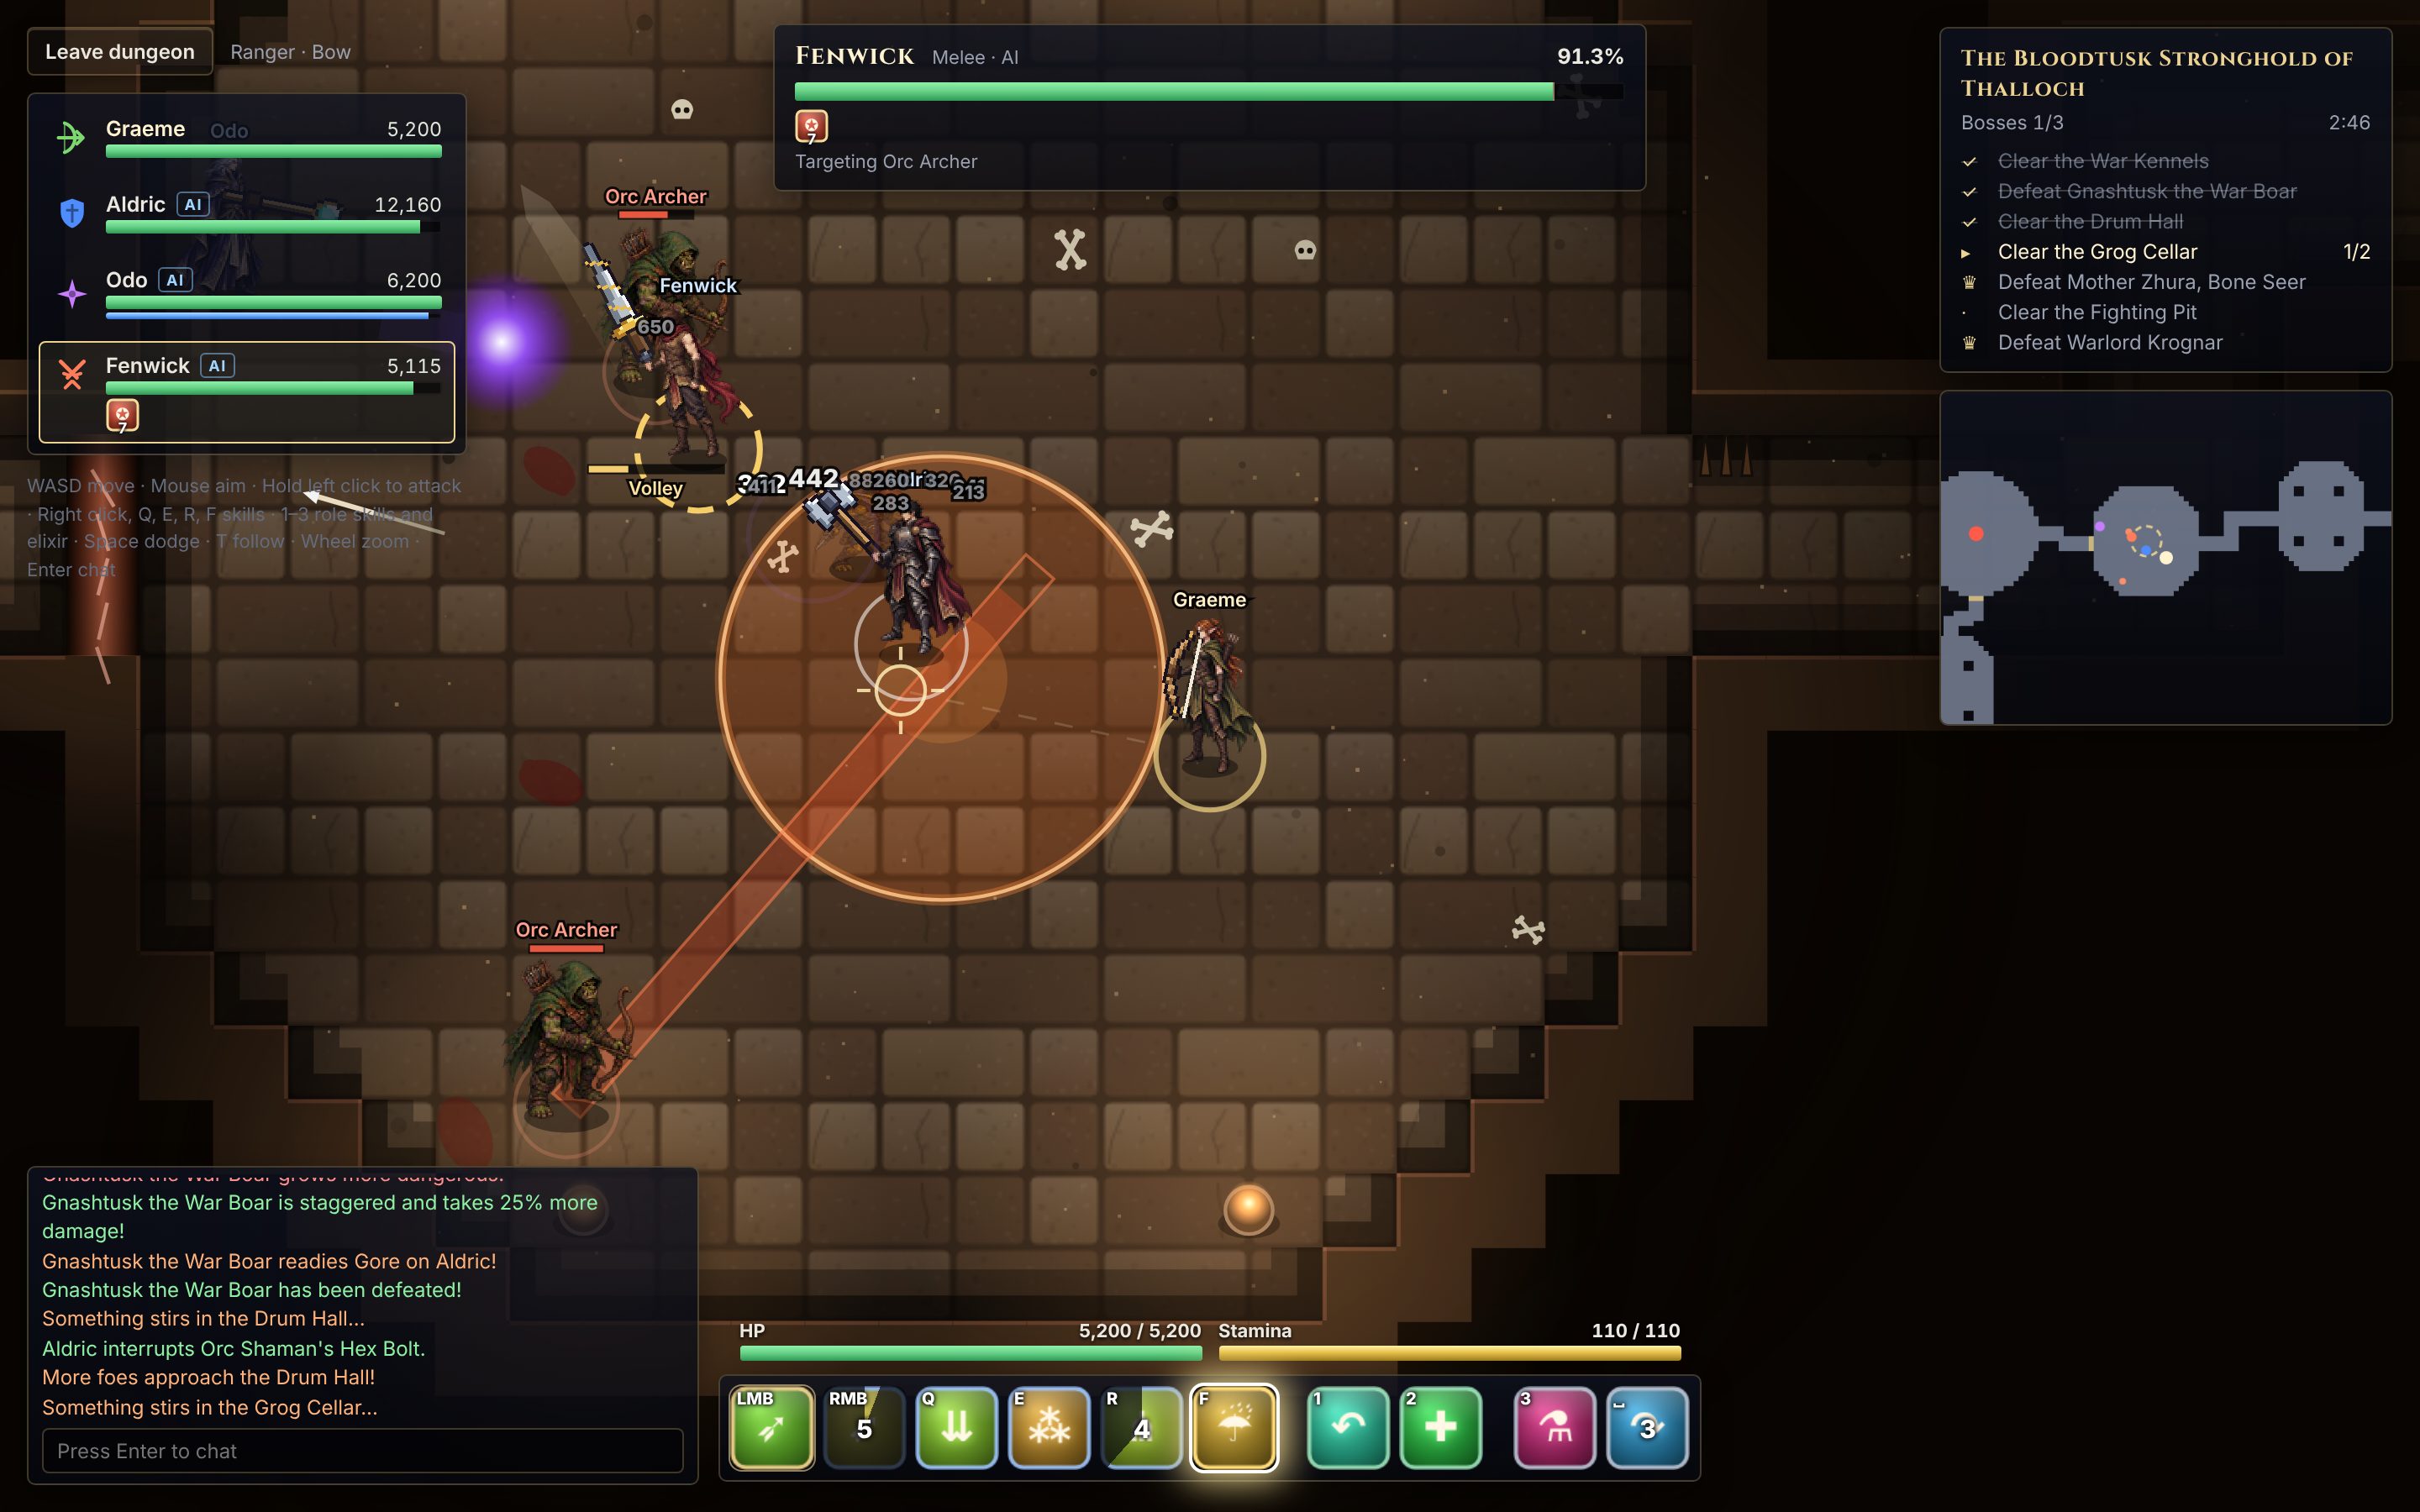 Leave dungeon
Ranger · Bow
Graeme
Odo
5,200
Aldric
AI
12,160
Odo
AI
6,200
Fenwick
AI
5,115
7
WASD move · Mouse aim · Hold left click to attack
· Right click, Q, E, R, F skills · 1–3 role skills and
elixir · Space dodge · T follow · Wheel zoom ·
Enter chat
FENWICK
Melee · AI
91.3%
7
Targeting Orc Archer
THE BLOODTUSK STRONGHOLD OF
THALLOCH
Bosses 1/3
2:46
Clear the War Kennels
Defeat Gnashtusk the War Boar
Clear the Drum Hall
Clear the Grog Cellar
1/2
Defeat Mother Zhura, Bone Seer
Clear the Fighting Pit
Defeat Warlord Krognar
Orc Archer
Fenwick
650
Volley
442
283
213
Graeme
Orc Archer
Gnashtusk the War Boar grows more dangerous!
Gnashtusk the War Boar is staggered and takes 25% more
damage!
Gnashtusk the War Boar readies Gore on Aldric!
Gnashtusk the War Boar has been defeated!
Something stirs in the Drum Hall...
Aldric interrupts Orc Shaman's Hex Bolt.
More foes approach the Drum Hall!
Something stirs in the Grog Cellar...
Press Enter to chat
HP
5,200 / 5,200
Stamina
110 / 110
LMB
RMB
5
Q
E
R
4
F
1
2
3
3